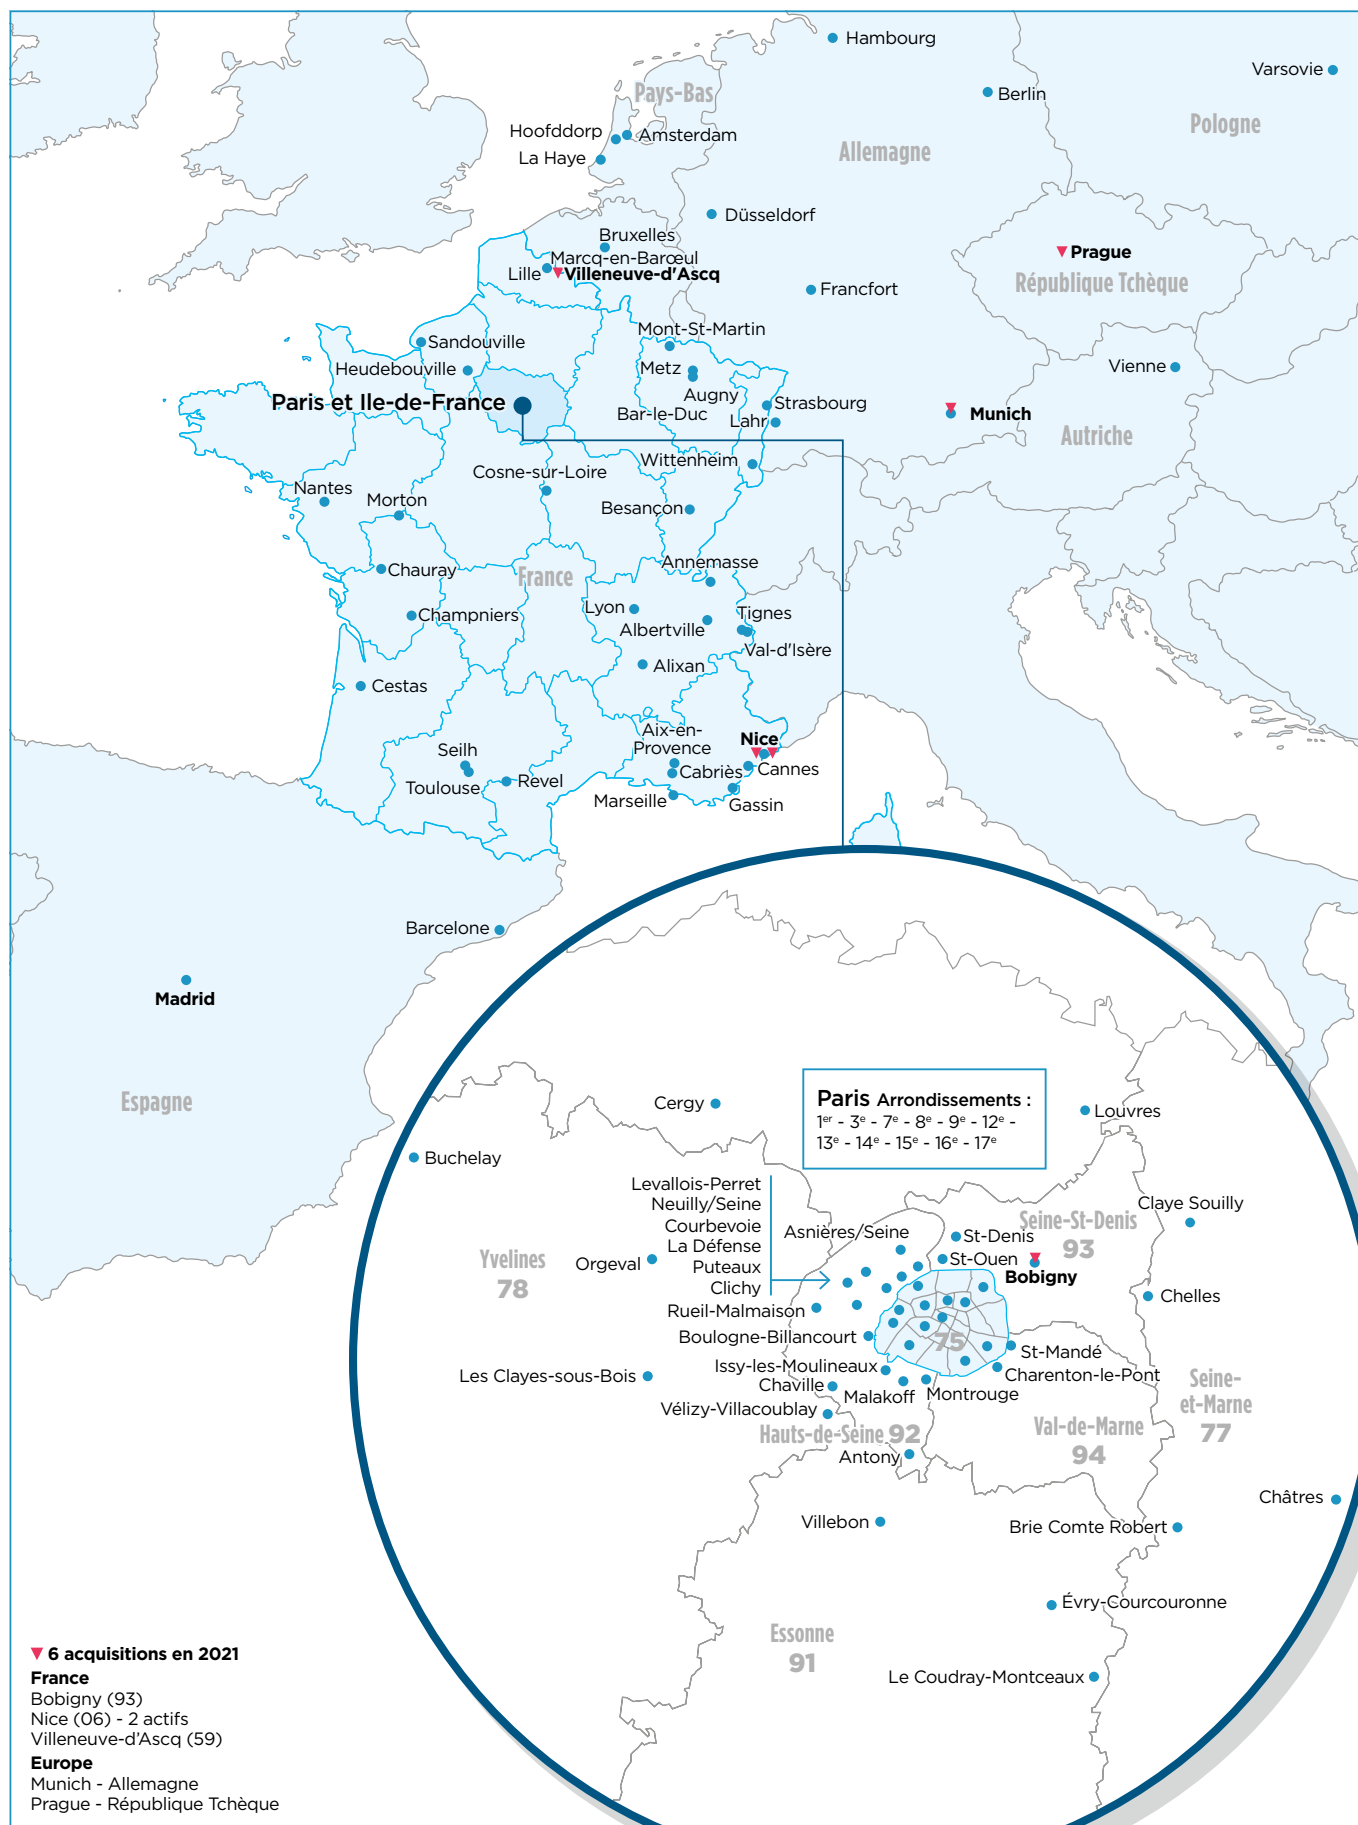 Hambourg
Varsovie
Berlin
Pays-Bas
Pologne
Hoofddorp
Amsterdam
La Haye
Allemagne
Düsseldorf
Bruxelles
Marcq-en-Barœul
Lille
Villeneuve-d'Ascq
Prague
République Tchèque
Francfort
Mont-St-Martin
Sandouville
Heudebouville
Metz
Augny
Bar-le-Duc
Vienne
Paris et Ile-de-France
Strasbourg
Lahr
Munich
Autriche
Wittenheim
Cosne-sur-Loire
Nantes
Morton
Besançon
Annemasse
Chauray
France
Lyon
Tignes
Champniers
Albertville
Val-d'Isère
Alixan
Cestas
Aix-en-
Provence
Nice
Seilh
Cabriès
Cannes
Toulouse
Revel
Marseille
Gassin
Barcelone
Madrid
Espagne
Paris Arrondissements :
1er - 3e - 7e - 8e - 9e - 12e -
13e - 14e - 15e - 16e - 17e
Cergy
Louvres
Buchelay
Levallois-Perret
Neuilly/Seine
Courbevoie
La Défense
Puteaux
Clichy
Asnières/Seine
Claye Souilly
Seine-St-Denis
93
St-Denis
St-Ouen
Bobigny
Yvelines
78
Orgeval
Chelles
Rueil-Malmaison
Boulogne-Billancourt
75
St-Mandé
Issy-les-Moulineaux
Charenton-le-Pont
Les Clayes-sous-Bois
Chaville
Malakoff
Montrouge
Seine-
et-Marne
77
Vélizy-Villacoublay
Hauts-de-Seine 92
Val-de-Marne
94
Antony
Châtres
Villebon
Brie Comte Robert
Évry-Courcouronne
Essonne
91
Le Coudray-Montceaux
▼ 6 acquisitions en 2021
France
Bobigny (93)
Nice (06) - 2 actifs
Villeneuve-d'Ascq (59)
Europe
Munich - Allemagne
Prague - République Tchèque